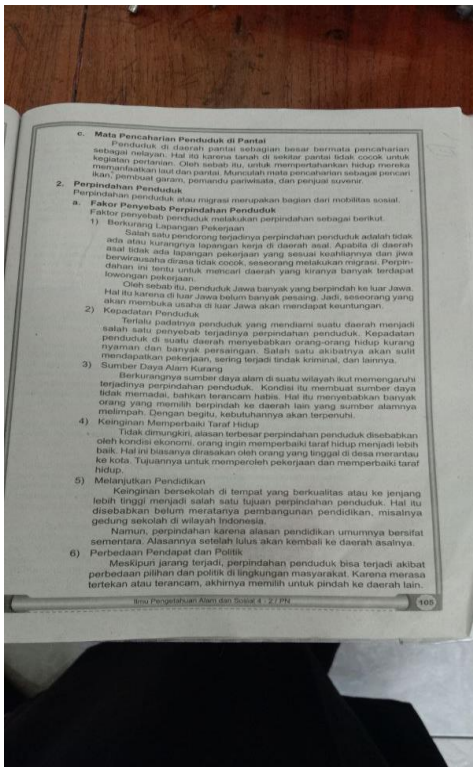 c. Mata Pencaharian Penduduk di Pantai
Penduduk di daerah pantai sebagian besar bermata pencaharian
sebagai nelayan. Hal itu karena tanah di sekitar pantai tidak cocok untuk
kegiatan pertanian. Oleh sebab itu, untuk mempertahankan hidup mereka
memanfaatkan laut dan pantai. Munculah mata pencaharian sebagai pencari
ikan, pembuat garam, pemandu pariwisata, dan penjual suvenir.
2. Perpindahan Penduduk
Perpindahan penduduk atau migrasi merupakan bagian dari mobilitas sosial.
a. Fakor Penyebab Perpindahan Penduduk
Faktor penyebab penduduk melakukan perpindahan sebagai berikut.
1) Berkurang Lapangan Pekerjaan
Salah satu pendorong terjadinya perpindahan penduduk adalah tidak
ada atau kurangnya lapangan kerja di daerah asal. Apabila di daerah
asal tidak ada lapangan pekerjaan yang sesuai keahliannya dan jiwa
berwirausaha dirasa tidak cocok, seseorang melakukan migrasi. Perpin-
dahan ini tentu untuk mencari daerah yang kiranya banyak terdapat
lowongan pekerjaan.
Oleh sebab itu, penduduk Jawa banyak yang berpindah ke luar Jawa.
Hal itu karena di luar Jawa belum banyak pesaing. Jadi, seseorang yang
akan membuka usaha di luar Jawa akan mendapat keuntungan.
2) Kepadatan Penduduk
Terlalu padatnya penduduk yang mendiami suatu daerah menjadi
salah satu penyebab terjadinya perpindahan penduduk. Kepadatan
penduduk di suatu daerah menyebabkan orang-orang hidup kurang
nyaman dan banyak persaingan. Salah satu akibatnya akan sulit
mendapatkan pekerjaan, sering terjadi tindak kriminal, dan lainnya.
3) Sumber Daya Alam Kurang
Berkurangnya sumber daya alam di suatu wilayah ikut memengaruhi
terjadinya perpindahan penduduk. Kondisi itu membuat sumber daya
tidak memadai, bahkan terancam habis. Hal itu menyebabkan banyak
orang yang memilih berpindah ke daerah lain yang sumber alamnya
melimpah. Dengan begitu, kebutuhannya akan terpenuhi.
4) Keinginan Memperbaiki Taraf Hidup
Tidak dimungkiri, alasan terbesar perpindahan penduduk disebabkan
oleh kondisi ekonomi. orang ingin memperbaiki taraf hidup menjadi lebih
baik. Hal ini biasanya dirasakan oleh orang yang tinggal di desa merantau
ke kota. Tujuannya untuk memperoleh pekerjaan dan memperbaiki taraf
hidup.
5) Melanjutkan Pendidikan
Keinginan bersekolah di tempat yang berkualitas atau ke jenjang
lebih tinggi menjadi salah satu tujuan perpindahan penduduk. Hal itu
disebabkan belum meratanya pembangunan pendidikan, misalnya
gedung sekolah di wilayah Indonesia.
Namun, perpindahan karena alasan pendidikan umumnya bersifat
sementara. Alasannya setelah lulus akan kembali ke daerah asalnya.
6) Perbedaan Pendapat dan Politik
Meskipun jarang terjadi, perpindahan penduduk bisa terjadi akibat
perbedaan pilihan dan politik di lingkungan masyarakat. Karena merasa
tertekan atau terancam, akhirnya memilih untuk pindah ke daerah lain.
Ilmu Pengetahuan Alam dan Sosial 4 - 2 / PN
105